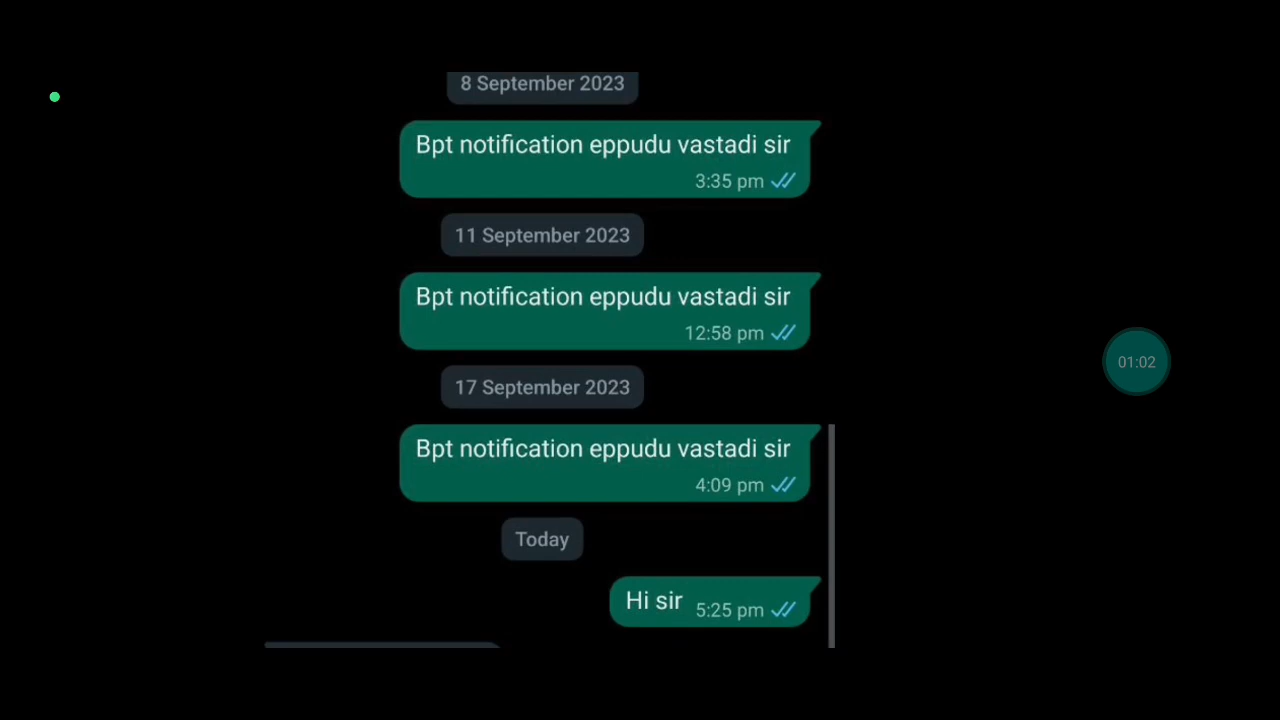 8 September 2023
Bpt notification eppudu vastadi sir
3:35 pm
11 September 2023
Bpt notification eppudu vastadi sir
12:58 pm
17 September 2023
Bpt notification eppudu vastadi sir
4:09 pm
Today
Hi sir 5:25 pm
01:02